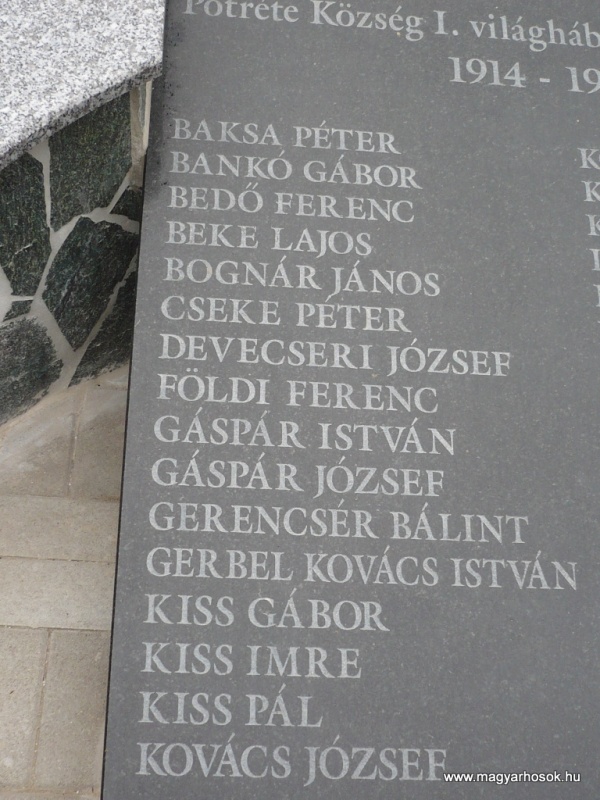 Pötréte Község I. világháb
1914 - 19
BAKSA PÉTER
BANKÓ GÁBOR
BEDŐ FERENC
BEKE LAJOS
BOGNÁR JÁNOS
CSEKE PÉTER
DEVECSERI JÓZSEF
FÖLDI FERENC
GÁSPÁR ISTVÁN
GÁSPÁR JÓZSEF
GERENCSÉR BÁLINT
GERBEL KOVÁCS ISTVÁN
KISS GÁBOR
KISS IMRE
KISS PÁL
KOVÁCS JÓZSEF
www.magyarhosok.hu